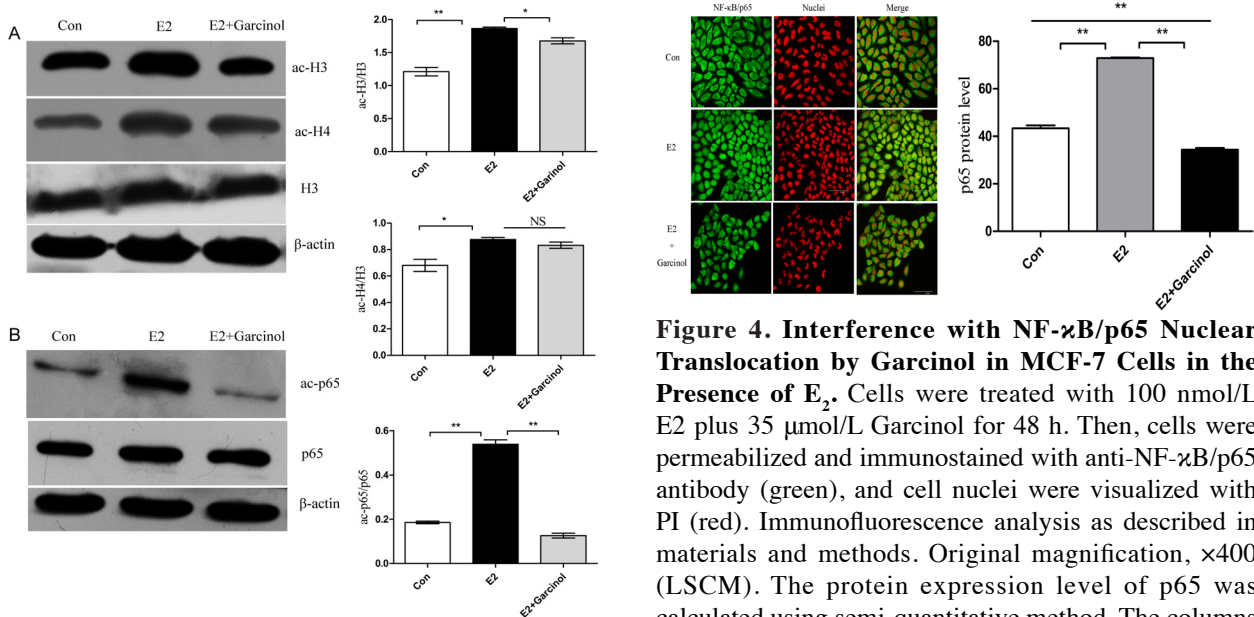 A
Con E2 E2+Garcinol
ac-H3
ac-H4
H3
β-actin
B
Con E2 E2+Garcinol
ac-p65
p65
β-actin
ac-H3/H3
2.0
1.5
1.0
0.5
0.0
** *
Con E2 E2+Garinol
ac-H4/H3
1.0
0.8
0.6
0.4
0.2
0.0
* NS
Con E2 E2+Garcinol
ac-p65/p65
0.6
0.4
0.2
0.0
** **
Con E2 E2+Garcinol
NF-κB/p65 Nuclei Merge
Con
E2
E2
+
Garcinol
p65 protein level
80
60
40
20
0
**
** **
Con E2 E2+Garcinol
Figure 4. Interference with NF-ϰB/p65 Nuclear
Translocation by Garcinol in MCF-7 Cells in the
Presence of E2. Cells were treated with 100 nmol/L
E2 plus 35 μmol/L Garcinol for 48 h. Then, cells were
permeabilized and immunostained with anti-NF-ϰB/p65
antibody (green), and cell nuclei were visualized with
PI (red). Immunofluorescence analysis as described in
materials and methods. Original magnification, ×400
(LSCM). The protein expression level of p65 was
calculated using semi-quantitative method. The columns